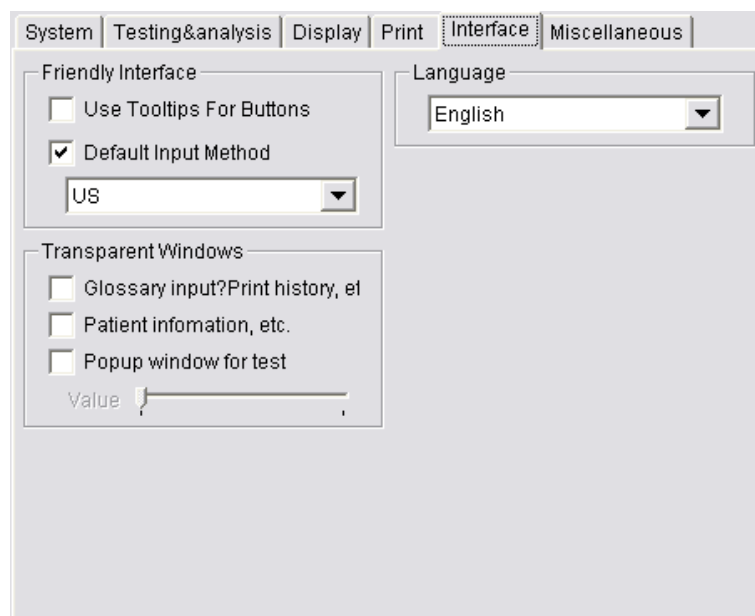 System Testing&analysis Display Print Interface Miscellaneous
Friendly Interface
Use Tooltips For Buttons
Default Input Method
US
Transparent Windows
Glossary input?Print history, et
Patient infomation, etc.
Popup window for test
Value
Language
English